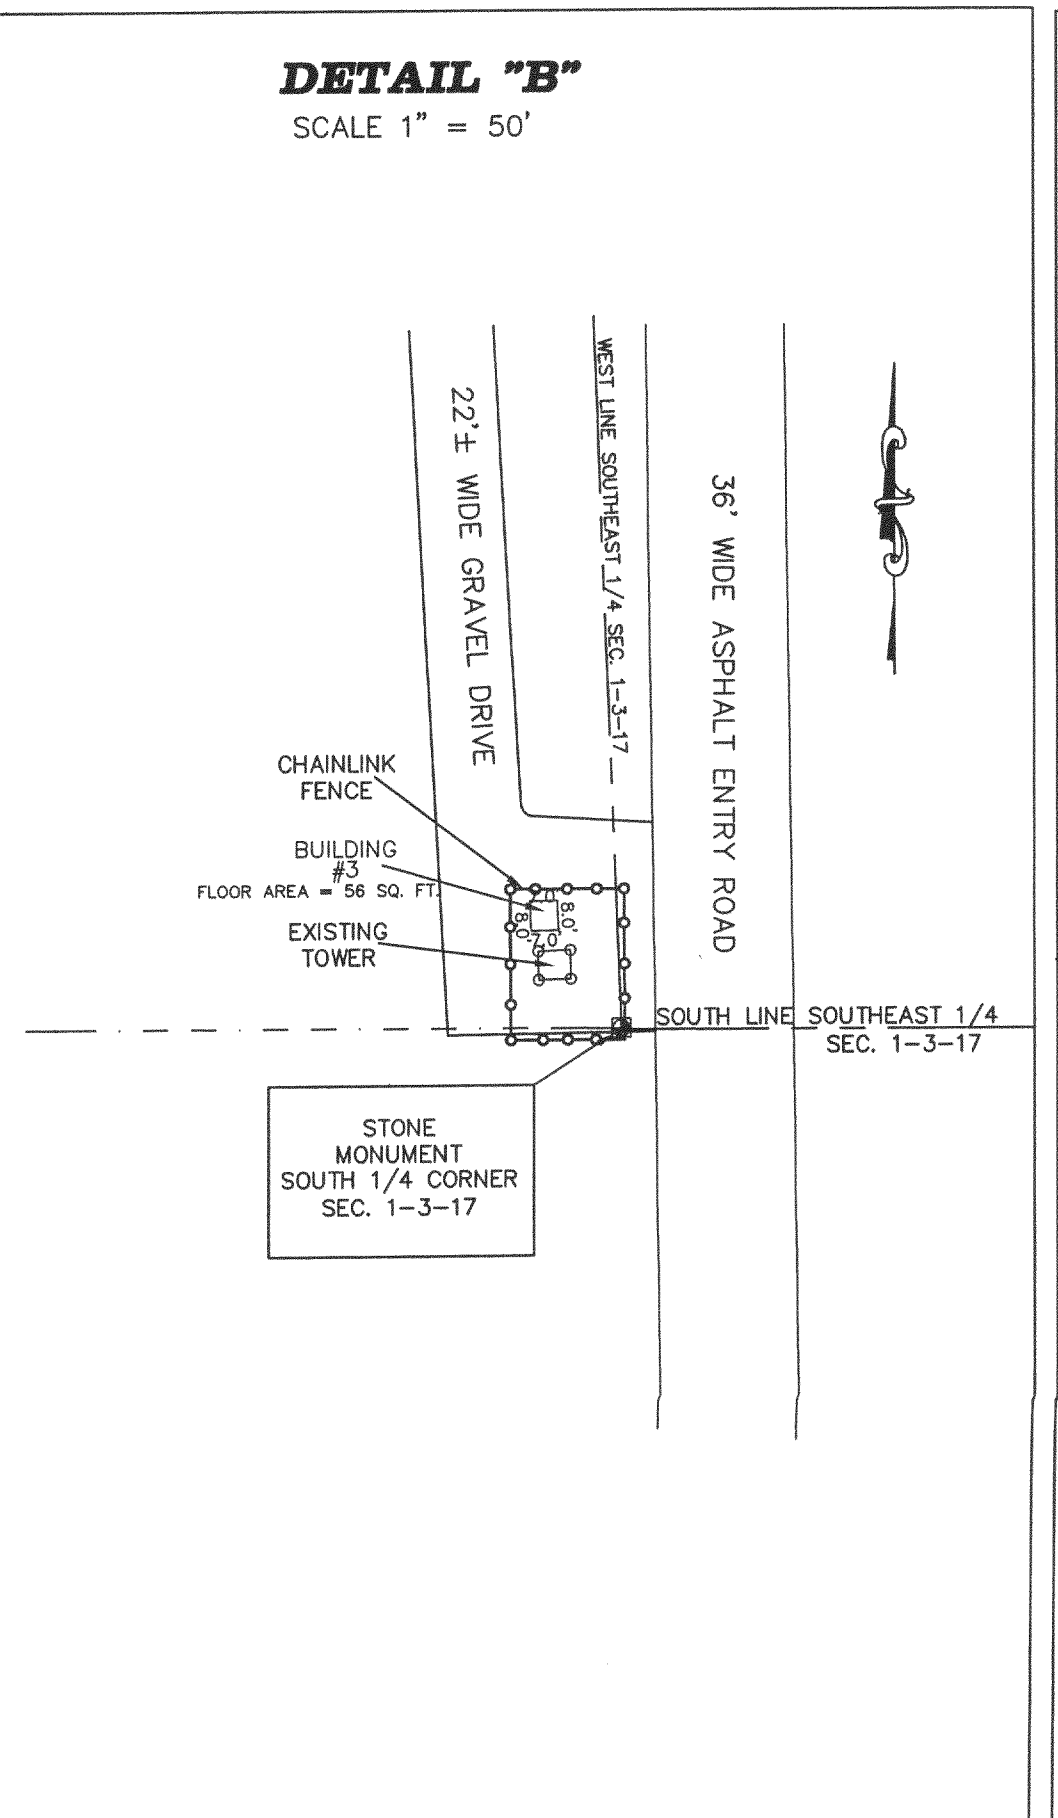 DETAIL "B"
SCALE 1" = 50'
22'± WIDE GRAVEL DRIVE
WEST LINE SOUTHEAST 1/4 SEC. 1-3-17
36' WIDE ASPHALT ENTRY ROAD
CHAINLINK
FENCE
BUILDING
#3
FLOOR AREA = 56 SQ. FT.
8.0'
8.0'
7.0'
EXISTING
TOWER
SOUTH LINE SOUTHEAST 1/4
SEC. 1-3-17
STONE
MONUMENT
SOUTH 1/4 CORNER
SEC. 1-3-17